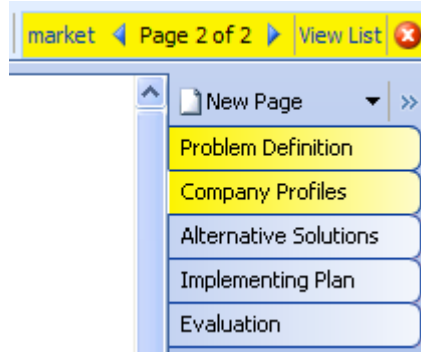 market Page 2 of 2 View List
New Page
Problem Definition
Company Profiles
Alternative Solutions
Implementing Plan
Evaluation